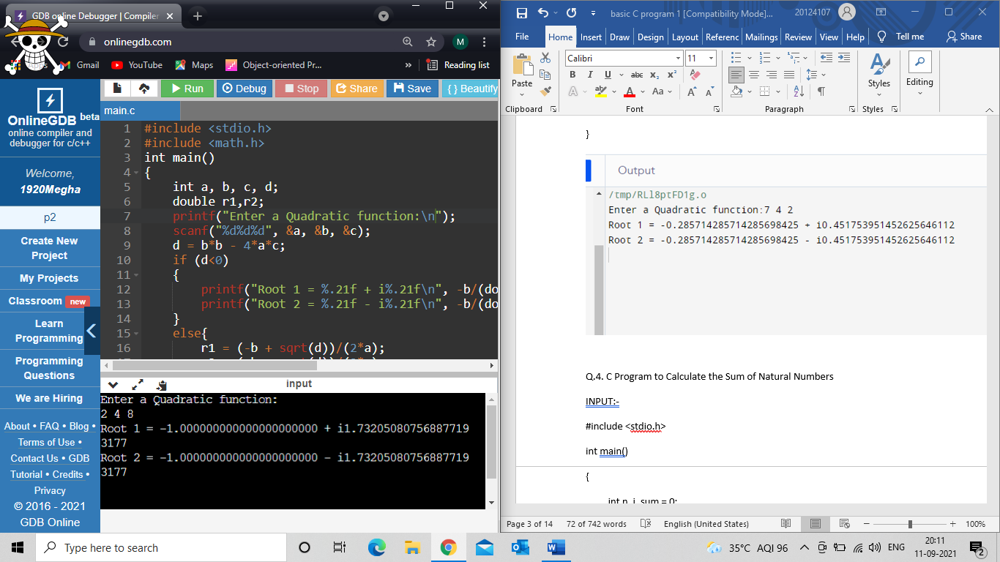 GDB online Debugger | Compiler
onlinegdb.com
M
Apps
Gmail
YouTube
Maps
Object-oriented Pr...
»
Reading list
OnlineGDB beta
online compiler and
debugger for c/c++
Welcome,
1920Megha
p2
Create New
Project
My Projects
Classroom new
Learn
Programming
Programming
Questions
We are Hiring
About • FAQ • Blog •
Terms of Use •
Contact Us • GDB
Tutorial • Credits •
Privacy
© 2016 - 2021
GDB Online
Run
Debug
Stop
Share
Save
{ } Beautify
main.c
1 #include <stdio.h>
2 #include <math.h>
3 int main()
4 {
5 int a, b, c, d;
6 double r1,r2;
7 printf("Enter a Quadratic function:\n");
8 scanf("%d%d%d", &a, &b, &c);
9 d = b*b - 4*a*c;
10 if (d<0)
11 {
12 printf("Root 1 = %.21f + i%.21f\n", -b/(do
13 printf("Root 2 = %.21f - i%.21f\n", -b/(do
14 }
15 else{
16 r1 = (-b + sqrt(d))/(2*a);
input
Enter a Quadratic function:
2 4 8
Root 1 = -1.000000000000000000000 + i1.73205080756887719
3177
Root 2 = -1.000000000000000000000 - i1.73205080756887719
3177
basic C program 1 [Compatibility Mode]...
20124107
File
Home
Insert
Draw
Design
Layout
Referenc
Mailings
Review
View
Help
Tell me
Share
Paste
Clipboard
Calibri
11
B I U abc x₂ x²
A A A Aa A A
Font
Paragraph
Styles
Styles
Editing
}
Output
/tmp/RLl8ptFD1g.o
Enter a Quadratic function:7 4 2
Root 1 = -0.285714285714285698425 + i0.451753951452625646112
Root 2 = -0.285714285714285698425 - i0.451753951452625646112
Q.4. C Program to Calculate the Sum of Natural Numbers
INPUT:-
#include <stdio.h>
int main()
{
int n, i, sum = 0;
Page 3 of 14
72 of 742 words
English (United States)
100%
Type here to search
35°C AQI 96
ENG
20:11
11-09-2021
2